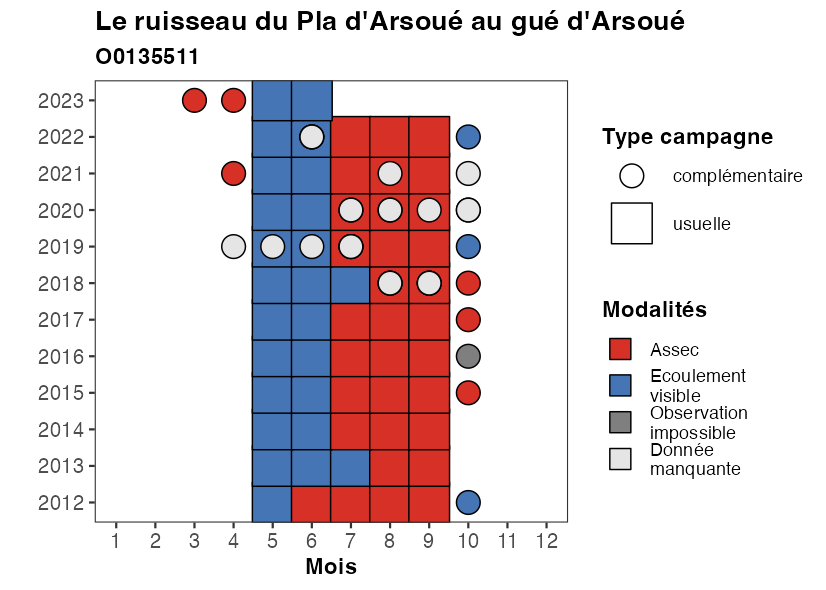 Le ruisseau du Pla d'Arsoué au gué d'Arsoué
O0135511
2023
2022
2021
2020
2019
2018
2017
2016
2015
2014
2013
2012
1 2 3 4 5 6 7 8 9 10 11 12
Mois
Type campagne
complémentaire
usuelle
Modalités
Assec
Ecoulement
visible
Observation
impossible
Donnée
manquante